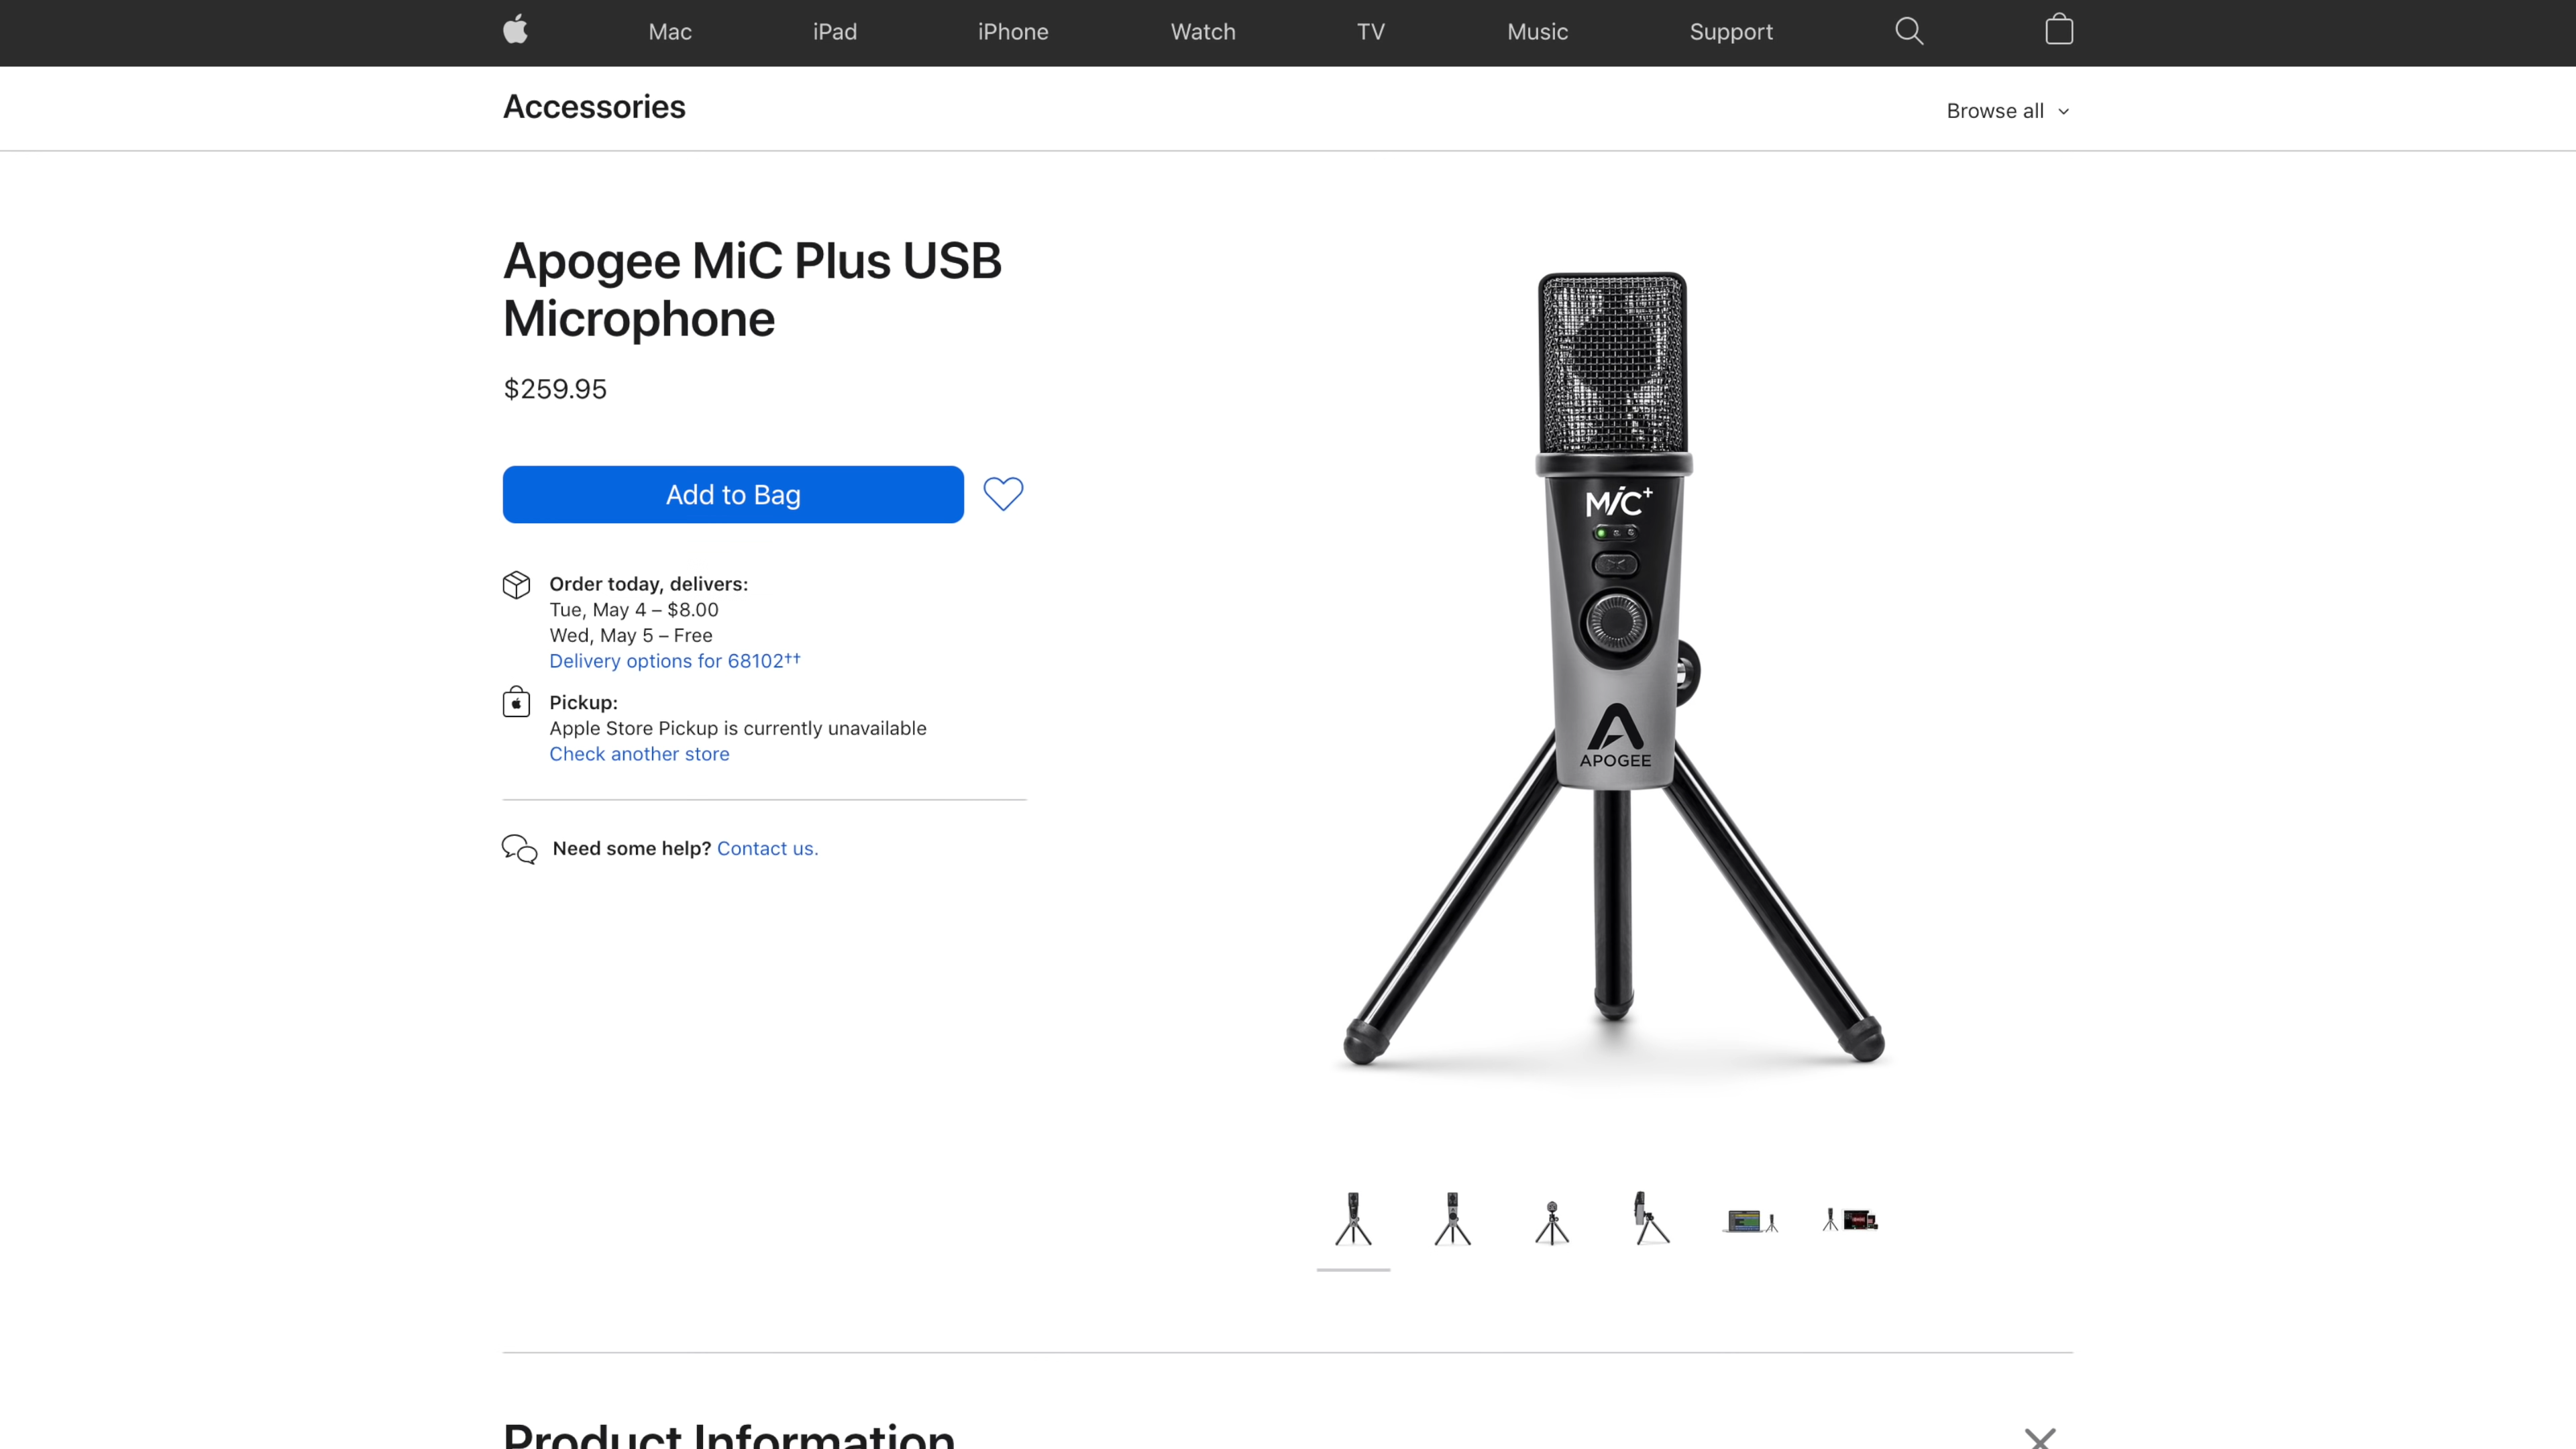 Mac iPad iPhone Watch TV Music Support
Accessories
Browse all
Apogee MiC Plus USB
Microphone
$259.95
Add to Bag
Order today, delivers:
Tue, May 4 – $8.00
Wed, May 5 – Free
Delivery options for 68102††
Pickup:
Apple Store Pickup is currently unavailable
Check another store
Need some help? Contact us.
MiC+
APOGEE
Product Information